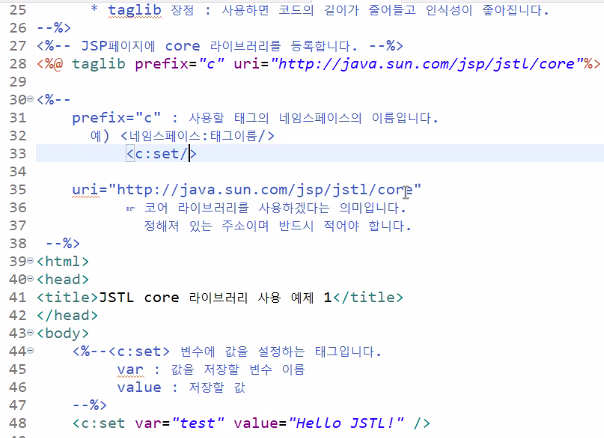 25 * taglib 장점 : 사용하면 코드의 길이가 줄어들고 인식성이 좋아집니다.
26 --%>
27 <%-- JSP페이지에 core 라이브러리를 등록합니다. --%>
28 <%@ taglib prefix="c" uri="http://java.sun.com/jsp/jstl/core"%>
29
30 <%--
31 prefix="c" : 사용할 태그의 네임스페이스의 이름입니다.
32 예) <네임스페이스:태그이름/>
33 <c:set/>
34
35 uri="http://java.sun.com/jsp/jstl/core"
36 ☞ 코어 라이브러리를 사용하겠다는 의미입니다.
37 정해져 있는 주소이며 반드시 적어야 합니다.
38 --%>
39 <html>
40 <head>
41 <title>JSTL core 라이브러리 사용 예제 1</title>
42 </head>
43 <body>
44 <%--<c:set> 변수에 값을 설정하는 태그입니다.
45 var : 값을 저장할 변수 이름
46 value : 저장할 값
47 --%>
48 <c:set var="test" value="Hello JSTL!" />